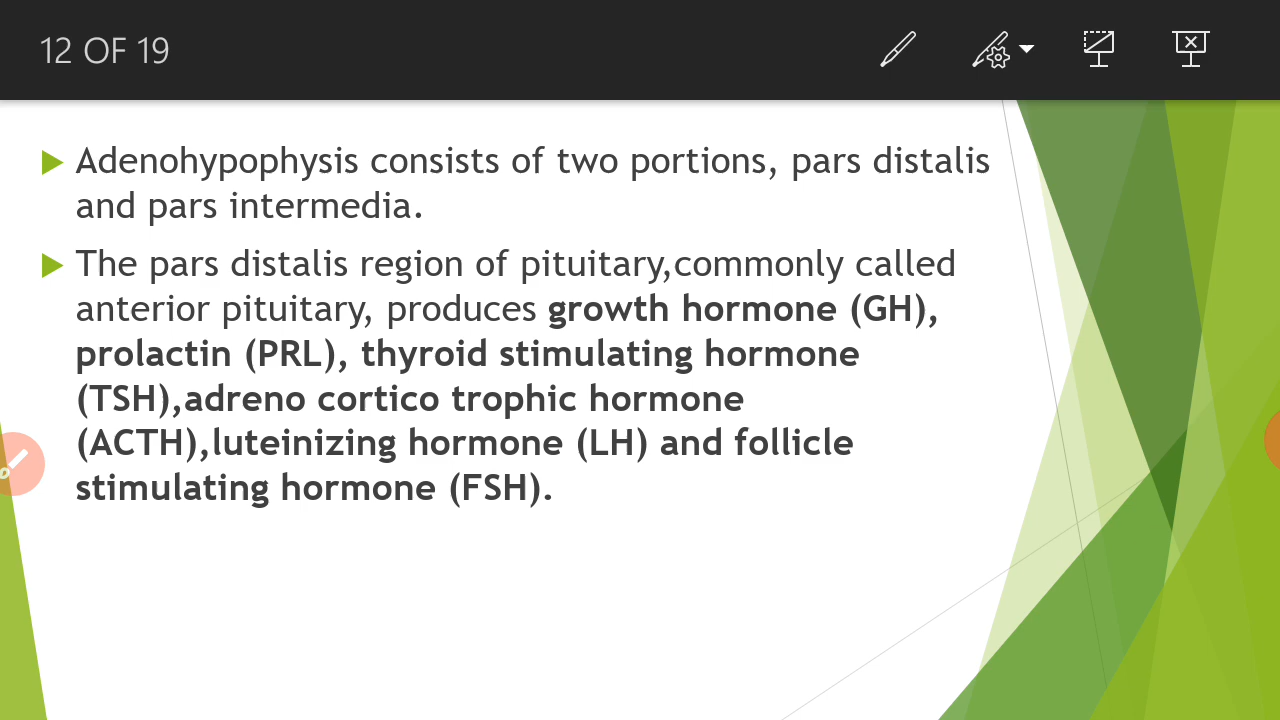 12 OF 19
Adenohypophysis consists of two portions, pars distalis
and pars intermedia.
The pars distalis region of pituitary,commonly called
anterior pituitary, produces growth hormone (GH),
prolactin (PRL), thyroid stimulating hormone
(TSH),adreno cortico trophic hormone
(ACTH),luteinizing hormone (LH) and follicle
stimulating hormone (FSH).